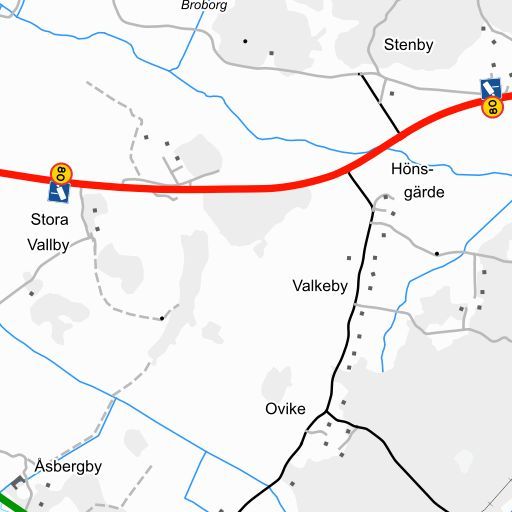 Broborg
Stenby
80
Höns-
gärde
80
Stora
Vallby
Valkeby
Ovike
Åsbergby